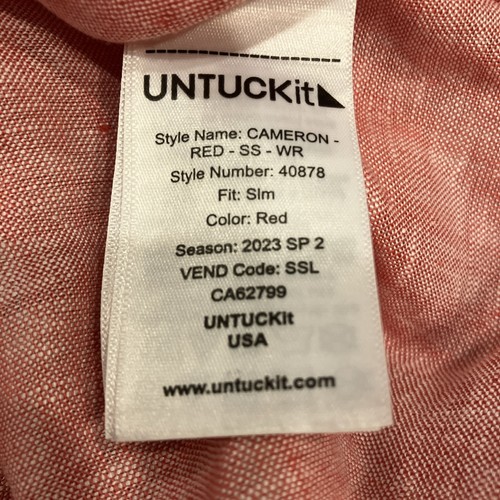 UNTUCKit
Style Name: CAMERON -
RED - SS - WR
Style Number: 40878
Fit: Slm
Color: Red
Season: 2023 SP 2
VEND Code: SSL
CA62799
UNTUCKit
USA
www.untuckit.com